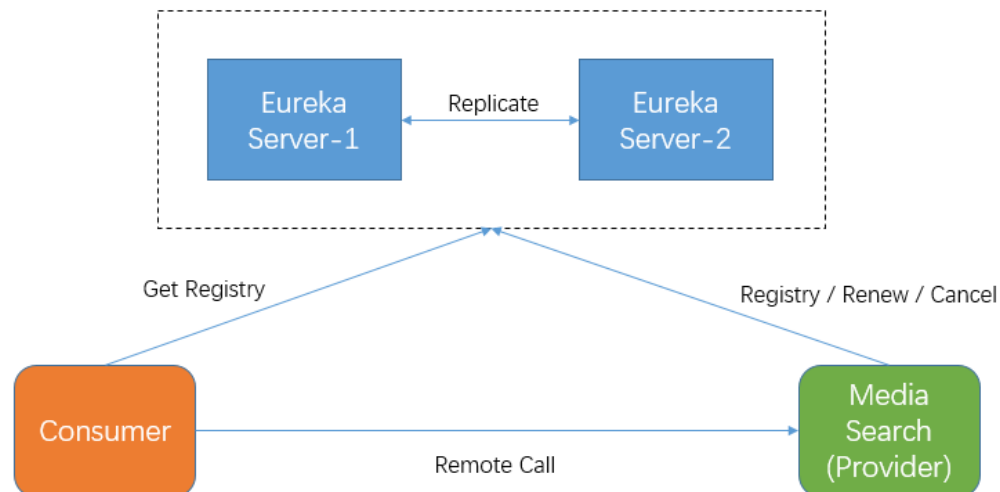 Eureka
Server-1
Replicate
Eureka
Server-2
Get Registry
Registry / Renew / Cancel
Consumer
Remote Call
Media
Search
(Provider)